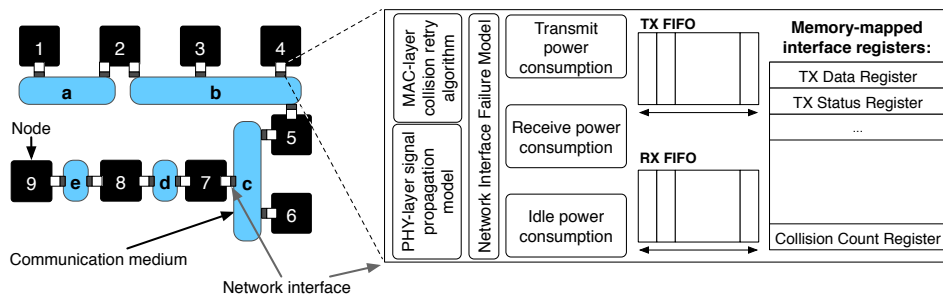 1
2
3
4
a
b
Node
5
9
e
8
d
7
c
6
Communication medium
Network interface
MAC-layer
collision retry
algorithm
PHY-layer signal
propagation
model
Network Interface Failure Model
Transmit
power
consumption
Receive power
consumption
Idle power
consumption
TX FIFO
RX FIFO
Memory-mapped
interface registers:
TX Data Register
TX Status Register
...
Collision Count Register